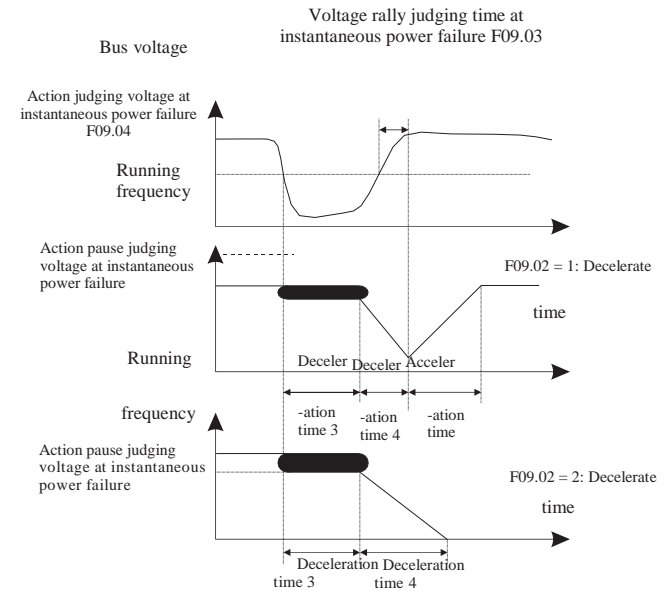 Voltage rally judging time at
instantaneous power failure F09.03
Bus voltage
Action judging voltage at
instantaneous power failure
F09.04
Running
frequency
Action pause judging
voltage at instantaneous
power failure
F09.02 = 1: Decelerate
time
Running
Deceler Deceler Acceler
-ation -ation -ation
time 3 time 4 time
frequency
Action pause judging
voltage at instantaneous
power failure
F09.02 = 2: Decelerate
time
Deceleration Deceleration
time 3 time 4